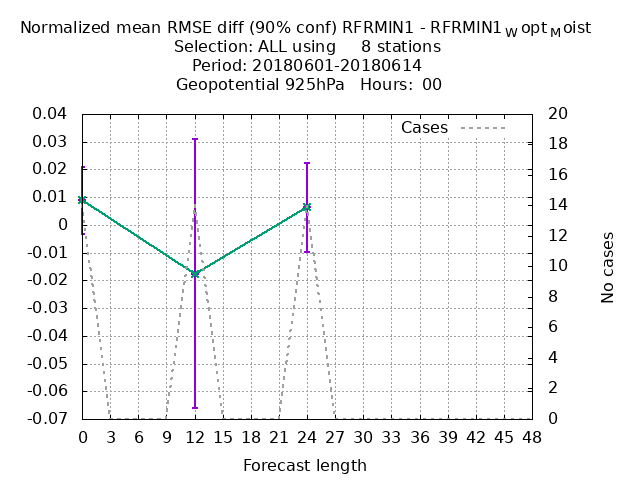 Normalized mean RMSE diff (90% conf) RFRMIN1 - RFRMIN1WoptMoist
Selection: ALL using     8 stations
Period: 20180601-20180614
Geopotential 925hPa   Hours:  00
Cases
0.04
0.03
0.02
0.01
0
-0.01
-0.02
-0.03
-0.04
-0.05
-0.06
-0.07
20
18
16
14
12
10
8
6
4
2
0
No cases
0 3 6 9 12 15 18 21 24 27 30 33 36 39 42 45 48
Forecast length